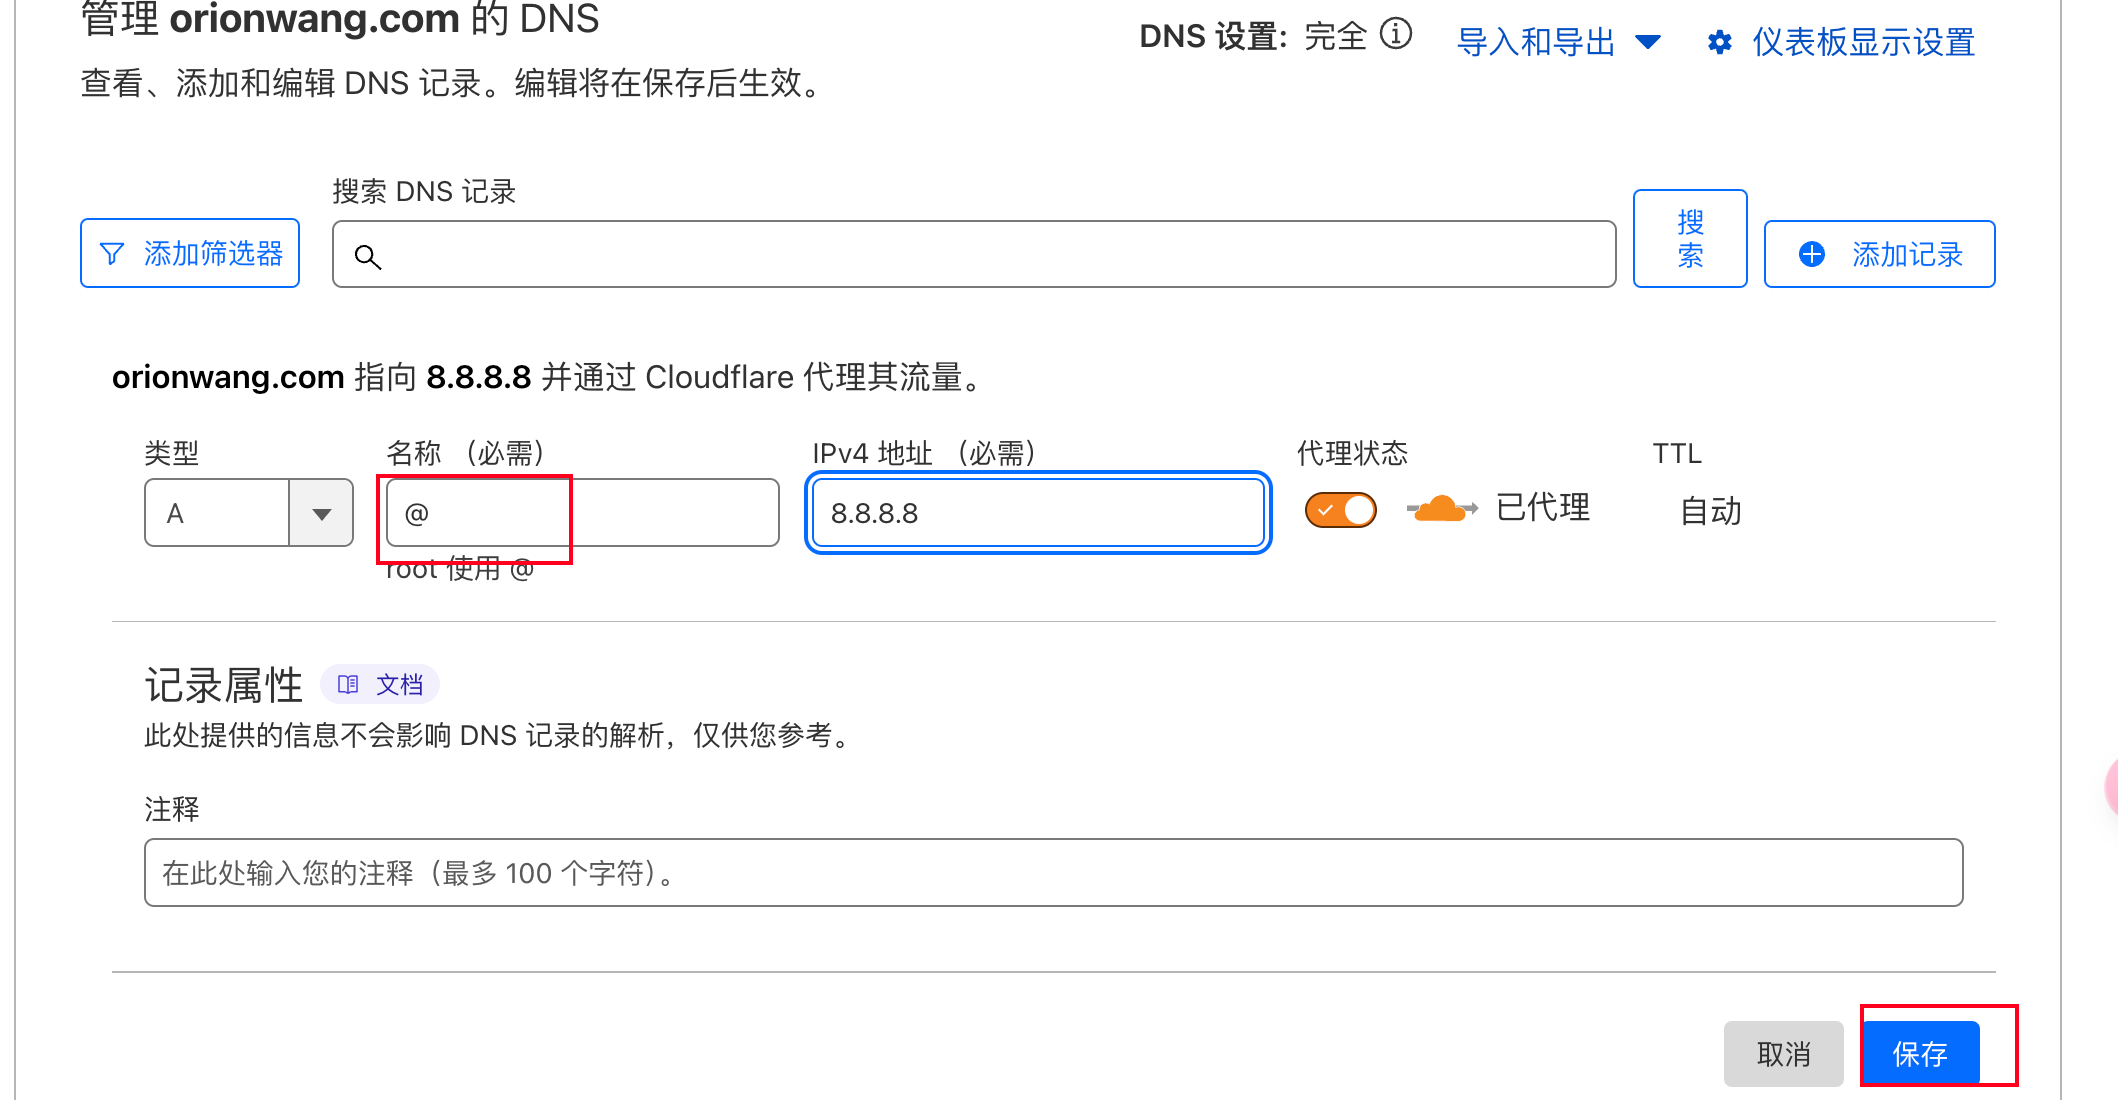 管理 orionwang.com 的 DNS
DNS 设置: 完全
导入和导出
仪表板显示设置
查看、添加和编辑 DNS 记录。编辑将在保存后生效。
搜索 DNS 记录
添加筛选器
搜
索
添加记录
orionwang.com 指向 8.8.8.8 并通过 Cloudflare 代理其流量。
类型
名称 （必需）
IPv4 地址 （必需）
代理状态
TTL
A
@
8.8.8.8
已代理
自动
root 使用 @
记录属性
文档
此处提供的信息不会影响 DNS 记录的解析，仅供您参考。
注释
在此处输入您的注释（最多 100 个字符）。
取消
保存